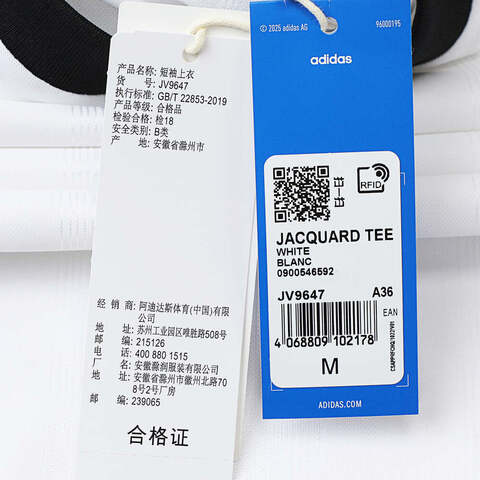 产品名称: 短袖上衣
货 号: JV9647
执行标准: GB/T 22853-2019
产品等级: 合格品
检验合格: 检18
安全类别: B类
产 地: 安徽省滁州市
经 销 商: 阿迪达斯体育(中国)有限
公司
地 址: 苏州工业园区唯胜路508号
邮 编: 215126
电 话: 400 880 1515
厂 名: 安徽滁润服装有限公司
地 址: 安徽省滁州市徽州北路70
8号2号厂房
邮 编: 239065
合格证
© 2025 adidas AG
96000195
adidas
RFID
JACQUARD TEE
WHITE
BLANC
0900546592
JV9647 A36
EAN
4 068809 102178
M
ADIDAS.COM